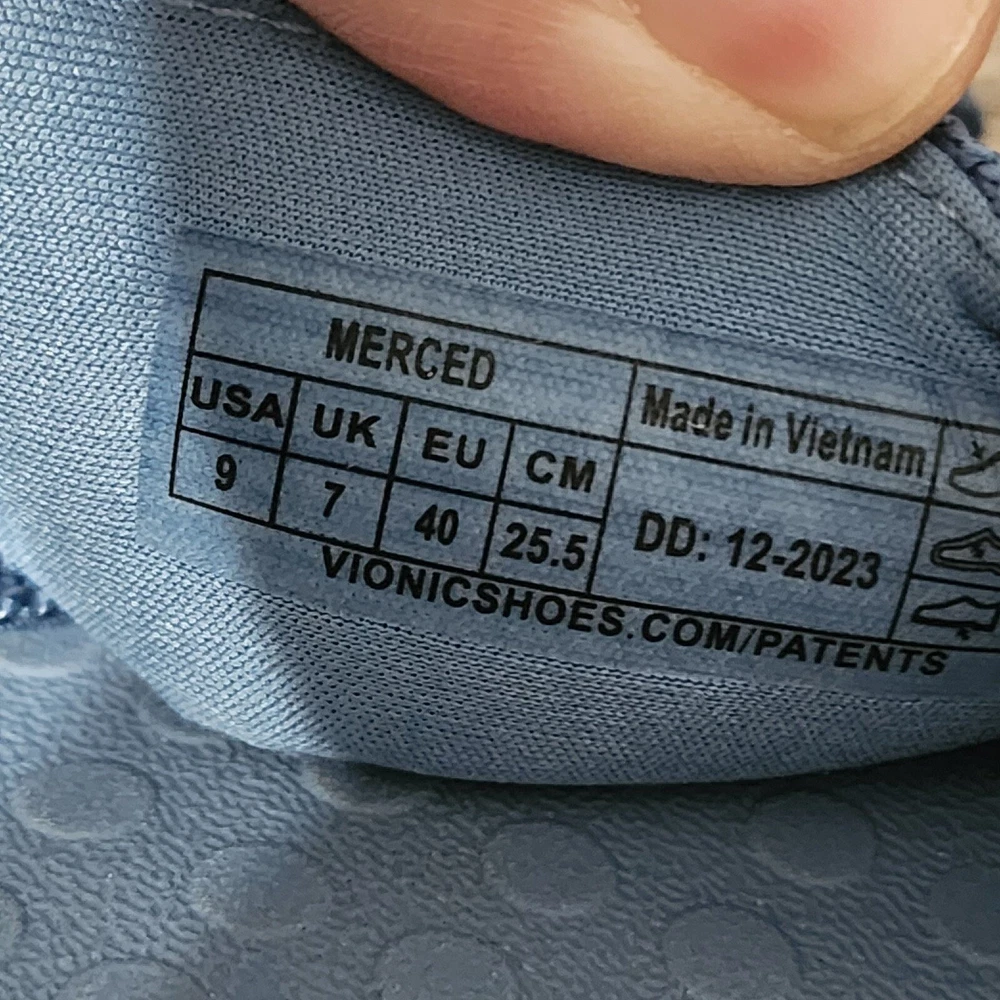 MERCED
Made in Vietnam
USA UK EU CM
9 7 40 25.5
DD: 12-2023
VIONICSHOES.COM/PATENTS